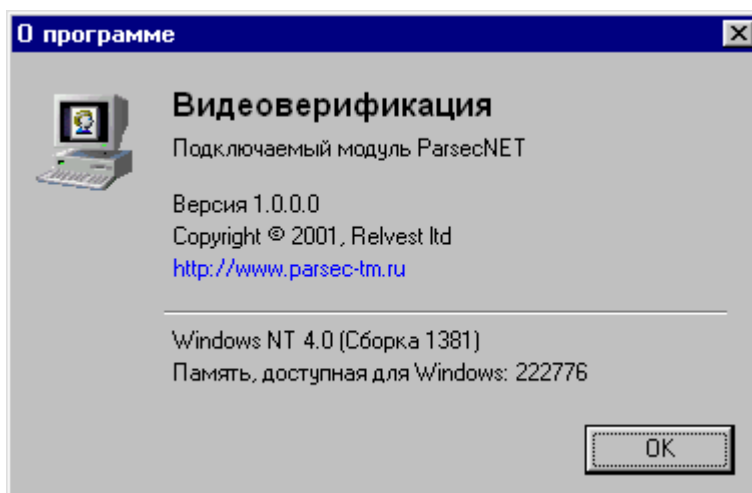 О программе
Видеоверификация
Подключаемый модуль ParsecNET
Версия 1.0.0.0
Copyright © 2001, Relvest ltd
http://www.parsec-tm.ru
Windows NT 4.0 (Сборка 1381)
Память, доступная для Windows: 222776
OK